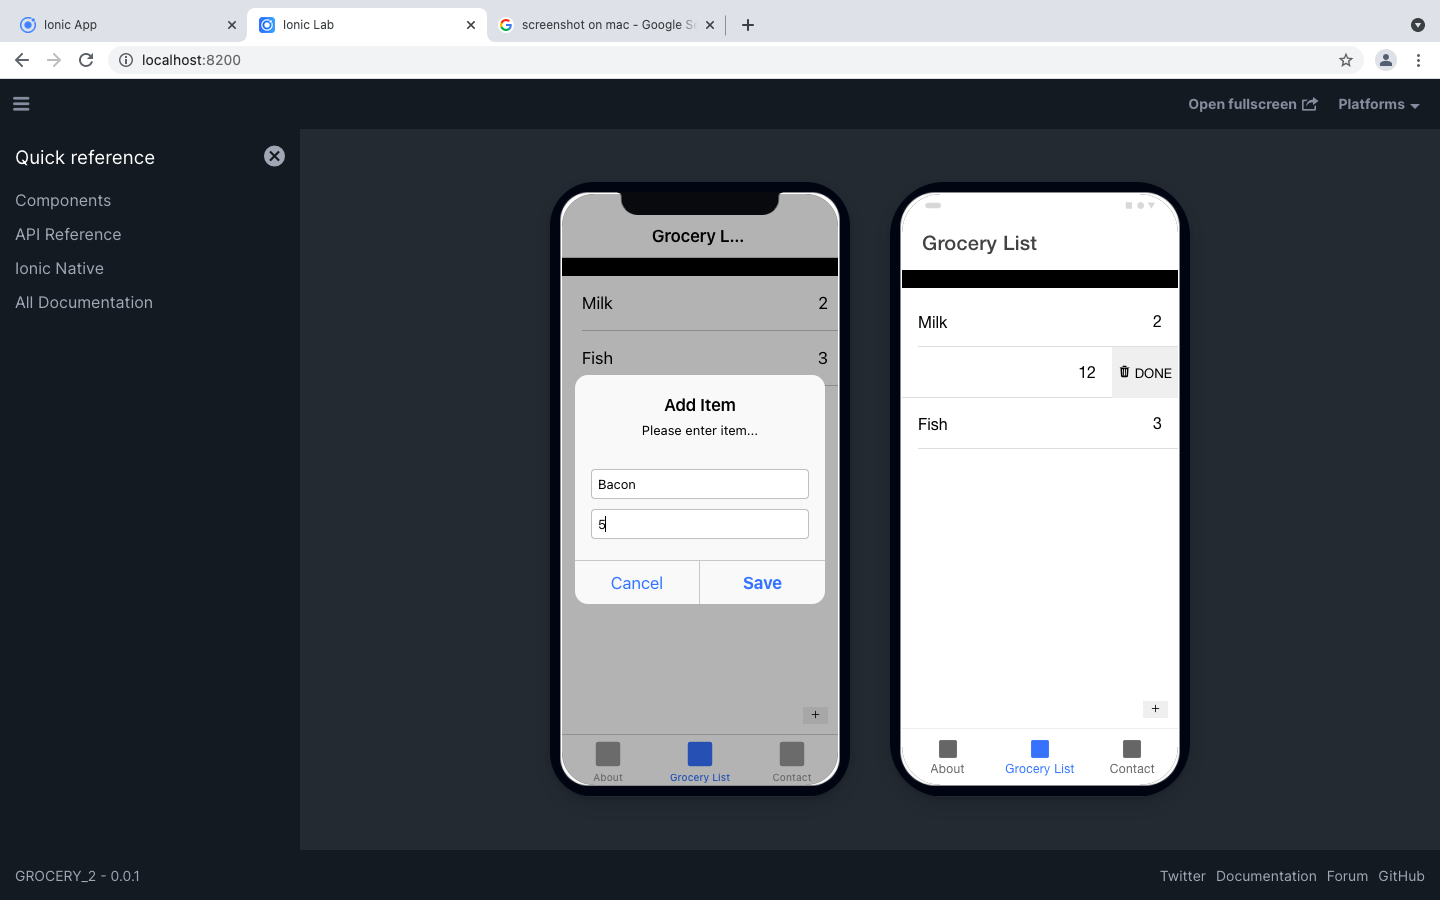 Ionic App
Ionic Lab
screenshot on mac - Google S
localhost:8200
Open fullscreen
Platforms
Quick reference
Components
API Reference
Ionic Native
All Documentation
Grocery L...
Milk 2
Fish 3
Add Item
Please enter item...
Bacon
5
Cancel Save
+
About Grocery List Contact
Grocery List
Milk 2
12 DONE
Fish 3
+
About Grocery List Contact
GROCERY_2 - 0.0.1
Twitter Documentation Forum GitHub